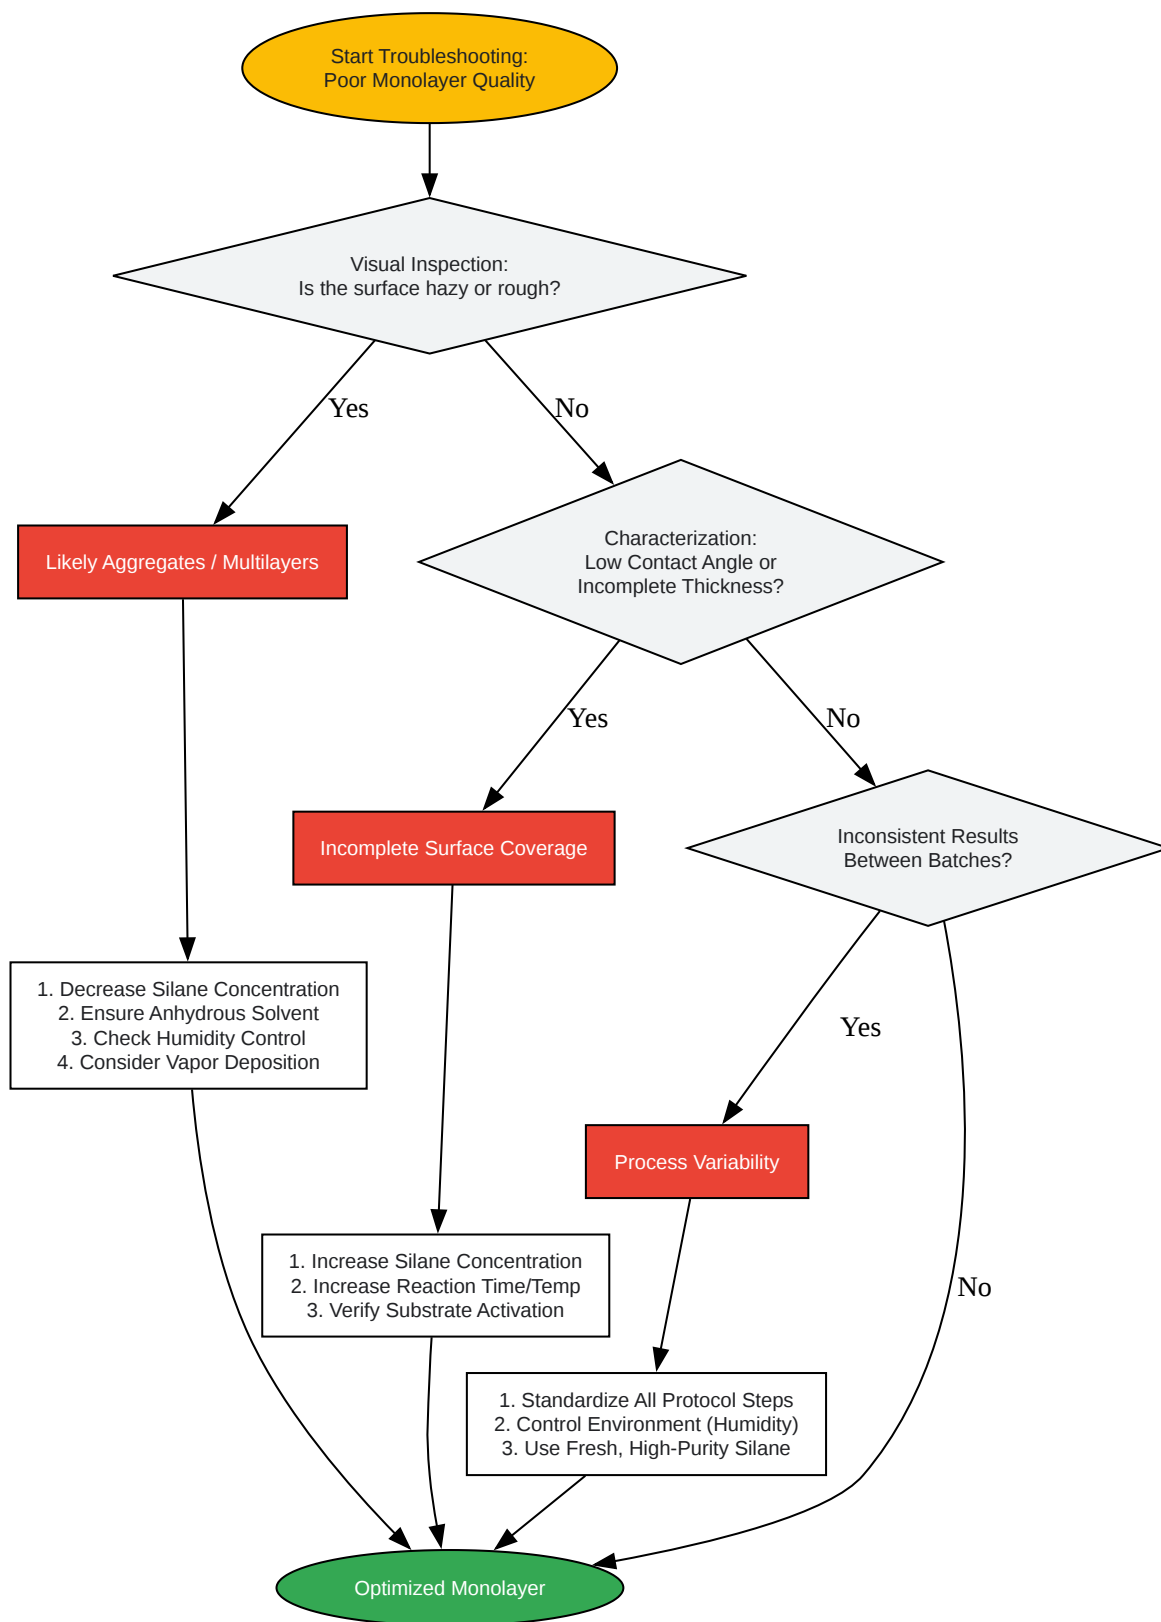 Start Troubleshooting:
Poor Monolayer Quality
Visual Inspection:
Is the surface hazy or rough?
Yes
No
Likely Aggregates / Multilayers
Characterization:
Low Contact Angle or
Incomplete Thickness?
Yes
No
Incomplete Surface Coverage
Inconsistent Results
Between Batches?
1. Decrease Silane Concentration
2. Ensure Anhydrous Solvent
3. Check Humidity Control
4. Consider Vapor Deposition
Yes
Process Variability
1. Increase Silane Concentration
2. Increase Reaction Time/Temp
3. Verify Substrate Activation
No
1. Standardize All Protocol Steps
2. Control Environment (Humidity)
3. Use Fresh, High-Purity Silane
Optimized Monolayer